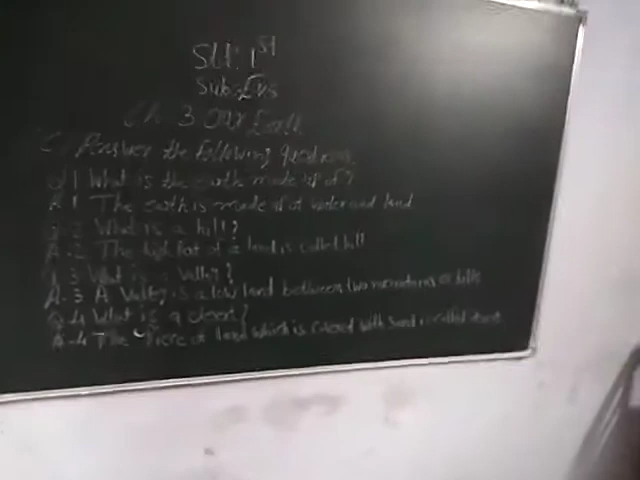 Std: 1st
Sub: Evs
Ch. 3 Our Earth
C. Answer the following questions
Q.1 What is the earth made up of?
A.1 The earth is made up of water and land
Q.2 What is a hill?
A.2 The high part of a land is called hill
Q.3 What is a Valley?
A.3 A Valley is a low land between two mountains or hills
Q.4 What is a desert?
A.4 The Piece of land which is covered with Sand is called desert